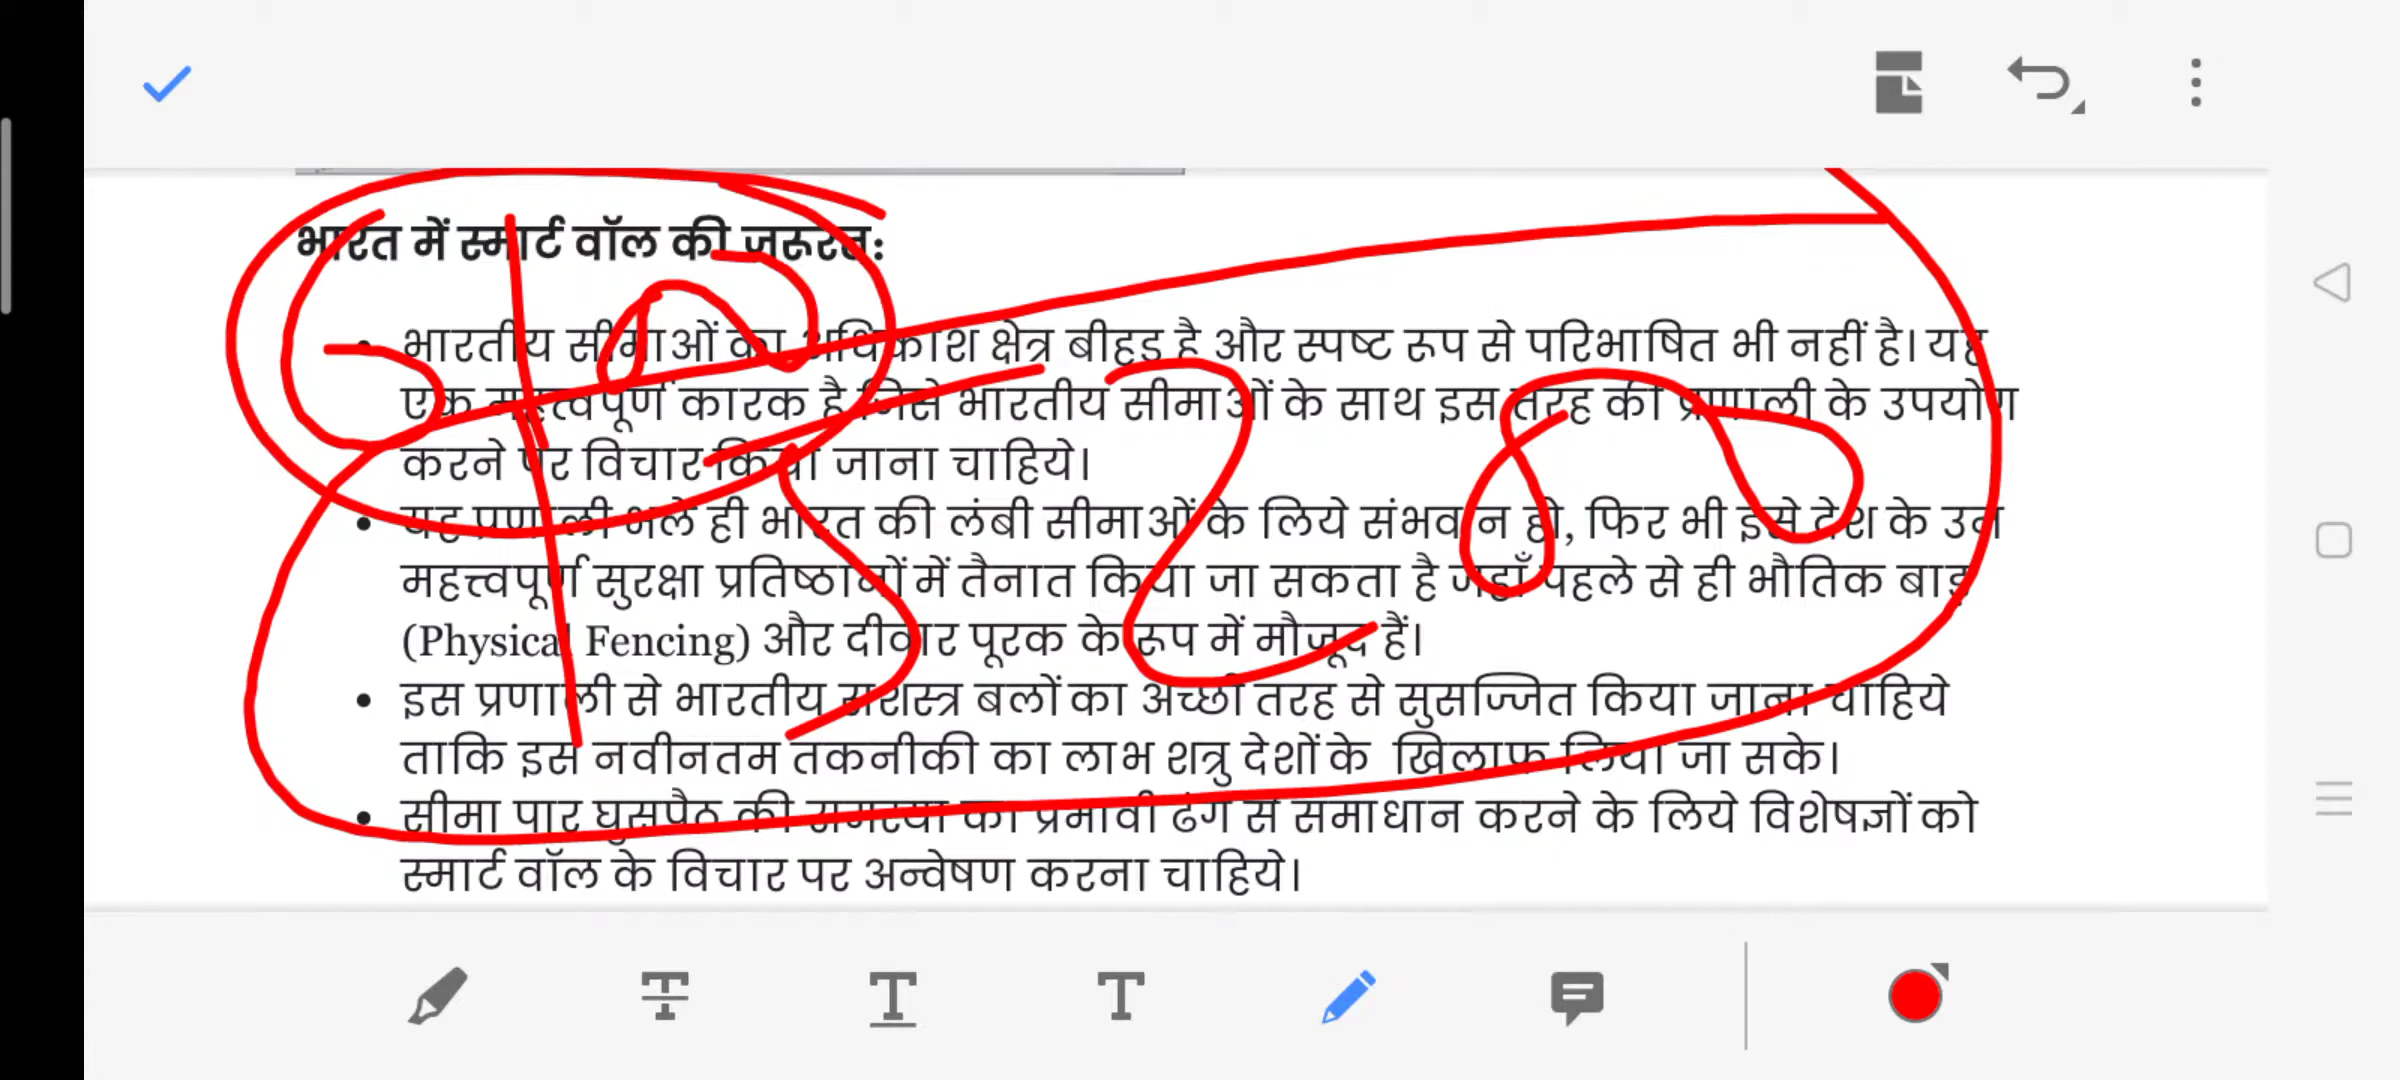 भारत में स्मार्ट वॉल की ज़रूरत:
भारतीय सीमाओं का अधिकांश क्षेत्र बीहड़ है और स्पष्ट रूप से परिभाषित भी नहीं है। यह
एक महत्वपूर्ण कारक है जिसे भारतीय सीमाओं के साथ इस तरह की प्रणाली के उपयोग
करने पर विचार किया जाना चाहिये।
यह प्रणाली भले ही भारत की लंबी सीमाओं के लिये संभव न हो, फिर भी इसे देश के उन
महत्त्वपूर्ण सुरक्षा प्रतिष्ठानों में तैनात किया जा सकता है जहाँ पहले से ही भौतिक बाड़
(Physical Fencing) और दीवार पूरक के रूप में मौजूद हैं।
इस प्रणाली से भारतीय सशस्त्र बलों का अच्छी तरह से सुसज्जित किया जाना चाहिये
ताकि इस नवीनतम तकनीकी का लाभ शत्रु देशों के खिलाफ लिया जा सके।
सीमा पार घुसपैठ की समस्या का प्रभावी ढंग से समाधान करने के लिये विशेषज्ञों को
स्मार्ट वॉल के विचार पर अन्वेषण करना चाहिये।